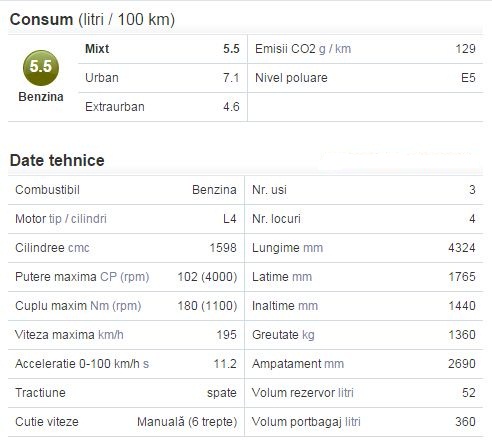 Consum (litri / 100 km)
5.5
Benzina
Mixt 5.5 Emisii CO2 g / km 129
Urban 7.1 Nivel poluare E5
Extraurban 4.6
Date tehnice
Combustibil Benzina Nr. usi 3
Motor tip / cilindri L4 Nr. locuri 4
Cilindree cmc 1598 Lungime mm 4324
Putere maxima CP (rpm) 102 (4000) Latime mm 1765
Cuplu maxim Nm (rpm) 180 (1100) Inaltime mm 1440
Viteza maxima km/h 195 Greutate kg 1360
Acceleratie 0-100 km/h s 11.2 Ampatament mm 2690
Tractiune spate Volum rezervor litri 52
Cutie viteze Manuală (6 trepte) Volum portbagaj litri 360